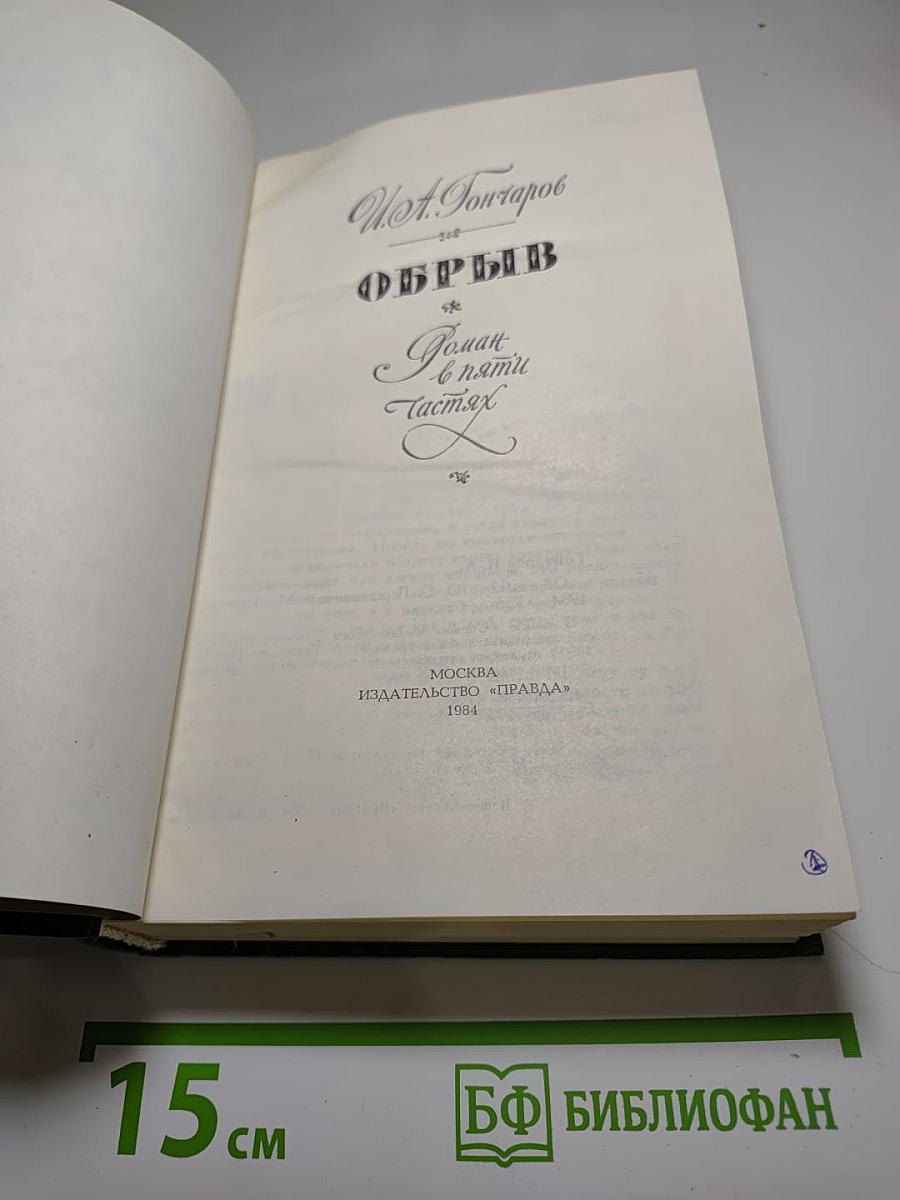 И.А.Гончаров
ОБРЫВ
Роман
в пяти
частях
МОСКВА
ИЗДАТЕЛЬСТВО «ПРАВДА»
1984
15 см
БФ БИБЛИОФАН